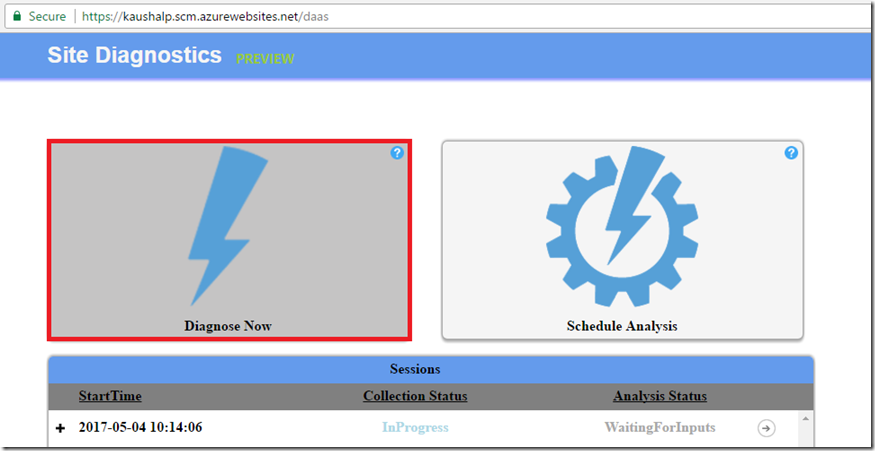 Secure | https://kaushalp.scm.azurewebsites.net/daas
Site Diagnostics PREVIEW
? ?
Diagnose Now Schedule Analysis
Sessions
StartTime Collection Status Analysis Status
+ 2017-05-04 10:14:06 InProgress WaitingForInputs